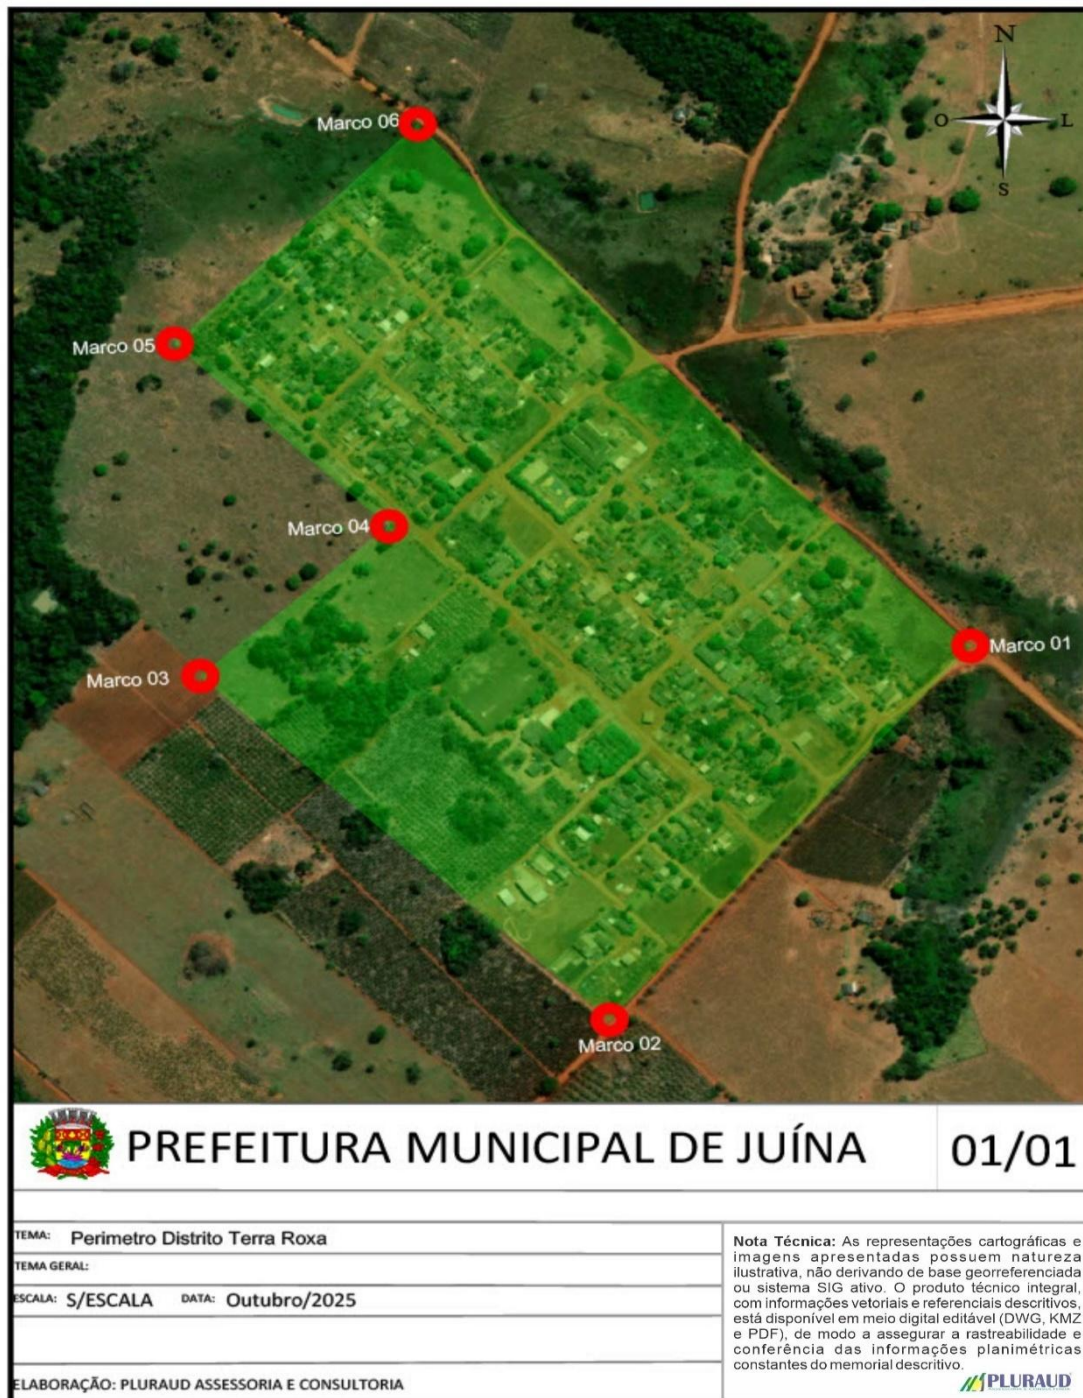 N
O L
S
Marco 06
Marco 05
Marco 04
Marco 03
Marco 01
Marco 02
PREFEITURA MUNICIPAL DE JUÍNA 01/01
TEMA: Perimetro Distrito Terra Roxa
TEMA GERAL:
ESCALA: S/ESCALA DATA: Outubro/2025
ELABORAÇÃO: PLURAUD ASSESSORIA E CONSULTORIA
Nota Técnica: As representações cartográficas e
imagens apresentadas possuem natureza
ilustrativa, não derivando de base georreferenciada
ou sistema SIG ativo. O produto técnico integral,
com informações vetoriais e referenciais descritivos,
está disponível em meio digital editável (DWG, KMZ
e PDF), de modo a assegurar a rastreabilidade e
conferência das informações planimétricas
constantes do memorial descritivo.
PLURAUD